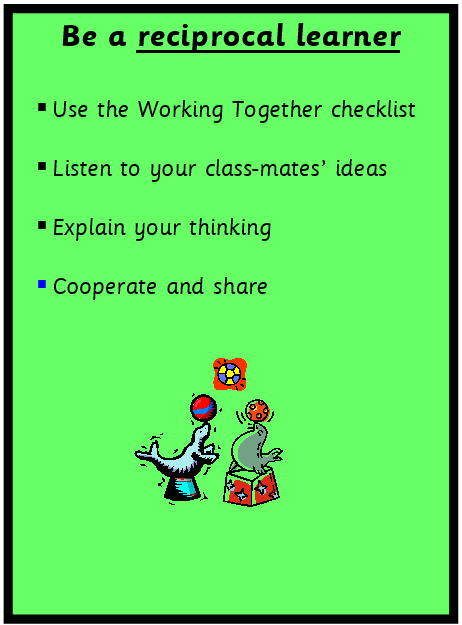 Be a reciprocal learner
▪ Use the Working Together checklist
▪ Listen to your class-mates’ ideas
▪ Explain your thinking
▪ Cooperate and share